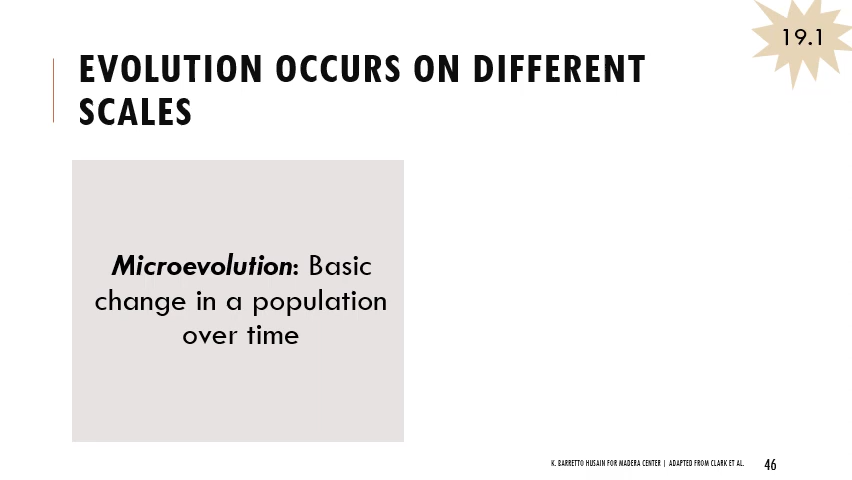 19.1
EVOLUTION OCCURS ON DIFFERENT
SCALES
Microevolution: Basic
change in a population
over time
K. BARRETTO HUSAIN FOR MADERA CENTER | ADAPTED FROM CLARK ET AL.
46